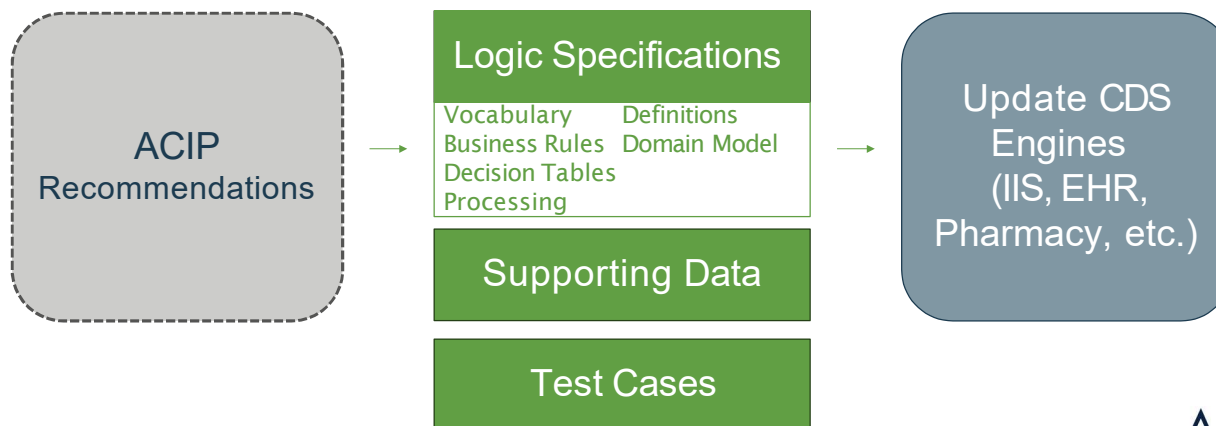 ACIP
Recommendations
Logic Specifications
Vocabulary Definitions
Business Rules Domain Model
Decision Tables
Processing
Supporting Data
Test Cases
Update CDS
Engines
(IIS, EHR,
Pharmacy, etc.)